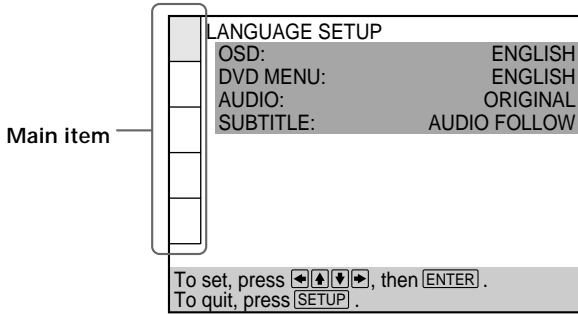 LANGUAGE SETUP
OSD: ENGLISH
DVD MENU: ENGLISH
AUDIO: ORIGINAL
SUBTITLE: AUDIO FOLLOW
Main item
To set, press ←↑↓→, then ENTER .
To quit, press SETUP .